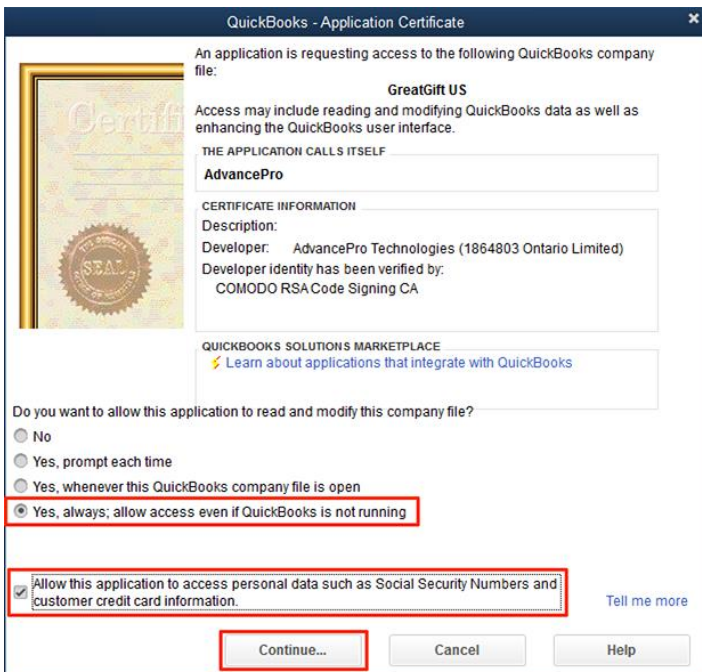 QuickBooks - Application Certificate
An application is requesting access to the following QuickBooks company
file:
GreatGift US
Access may include reading and modifying QuickBooks data as well as
enhancing the QuickBooks user interface.
THE APPLICATION CALLS ITSELF
AdvancePro
CERTIFICATE INFORMATION
Description:
Developer: AdvancePro Technologies (1864803 Ontario Limited)
Developer identity has been verified by:
COMODO RSA Code Signing CA
QUICKBOOKS SOLUTIONS MARKETPLACE
Learn about applications that integrate with QuickBooks
Do you want to allow this application to read and modify this company file?
No
Yes, prompt each time
Yes, whenever this QuickBooks company file is open
Yes, always; allow access even if QuickBooks is not running
Allow this application to access personal data such as Social Security Numbers and
customer credit card information.
Tell me more
Continue...
Cancel
Help
SEAL